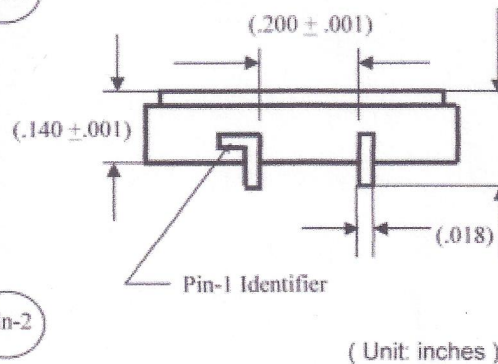 (.200 ± .001)
(.140 ±.001)
(.018)
Pin-1 Identifier
n-2
( Unit: inches )